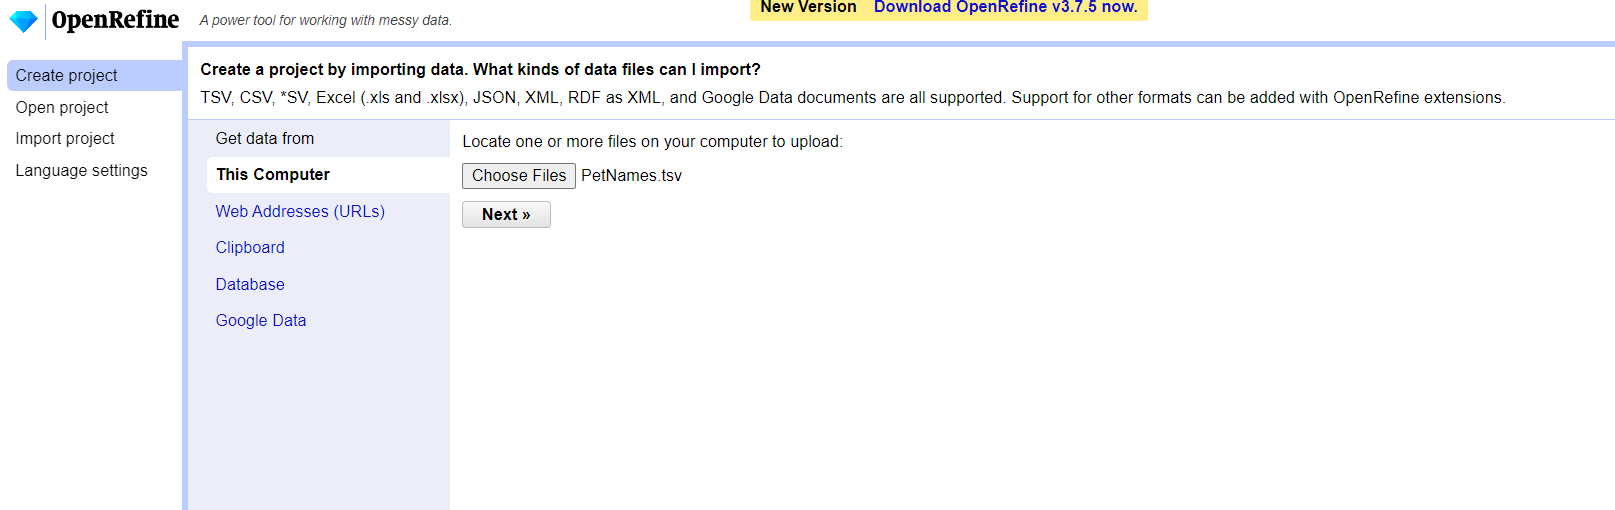 OpenRefine A power tool for working with messy data.
New Version Download OpenRefine v3.7.5 now.
Create project
Open project
Import project
Language settings
Create a project by importing data. What kinds of data files can I import?
TSV, CSV, *SV, Excel (.xls and .xlsx), JSON, XML, RDF as XML, and Google Data documents are all supported. Support for other formats can be added with OpenRefine extensions.
Get data from
This Computer
Web Addresses (URLs)
Clipboard
Database
Google Data
Locate one or more files on your computer to upload:
Choose Files PetNames.tsv
Next »